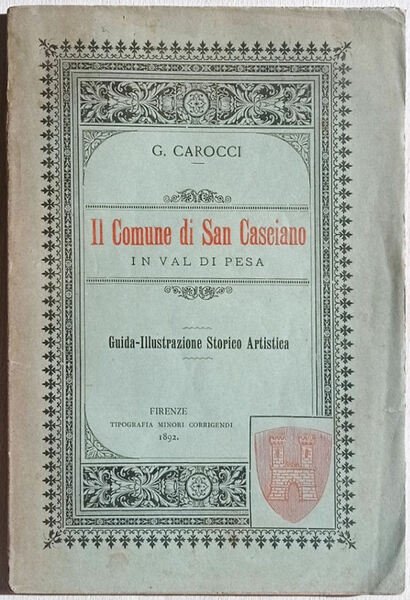 G. CAROCCI
Il Comune di San Casciano
IN VAL DI PESA
Guida-Illustrazione Storico Artistica
FIRENZE
TIPOGRAFIA MINORI CORRIGENDI
1892.